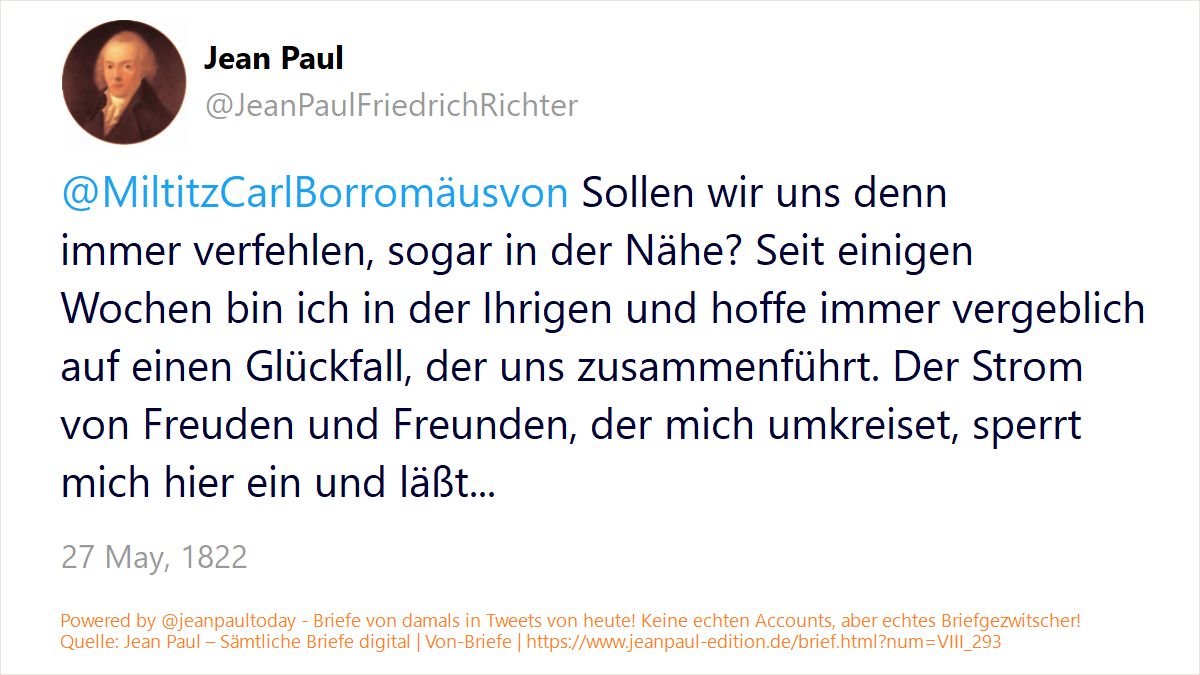 Jean Paul
@JeanPaulFriedrichRichter
@MiltitzCarlBorromäusvon Sollen wir uns denn
immer verfehlen, sogar in der Nähe? Seit einigen
Wochen bin ich in der Ihrigen und hoffe immer vergeblich
auf einen Glückfall, der uns zusammenführt. Der Strom
von Freuden und Freunden, der mich umkreiset, sperrt
mich hier ein und läßt...
27 May, 1822
Powered by @jeanpaultoday - Briefe von damals in Tweets von heute! Keine echten Accounts, aber echtes Briefgezwitscher!
Quelle: Jean Paul – Sämtliche Briefe digital | Von-Briefe | https://www.jeanpaul-edition.de/brief.html?num=VIII_293